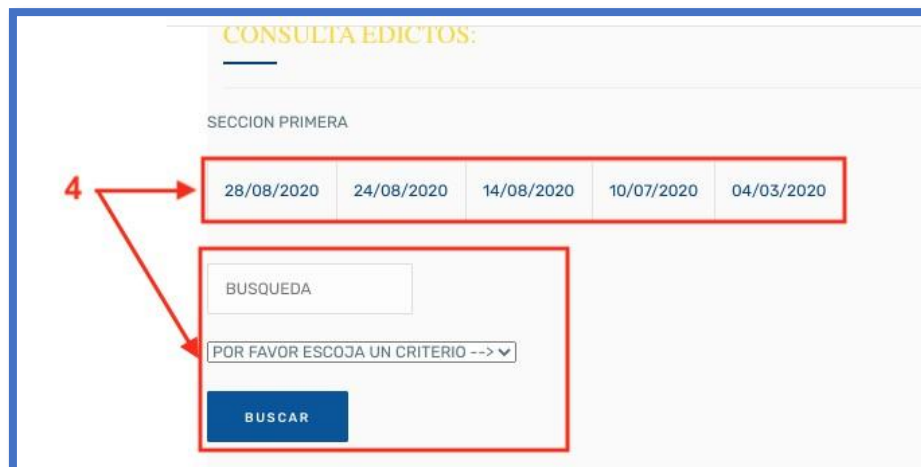 CONSULTA EDICTOS:
SECCION PRIMERA
4
28/08/2020 24/08/2020 14/08/2020 10/07/2020 04/03/2020
BUSQUEDA
POR FAVOR ESCOJA UN CRITERIO -->
BUSCAR